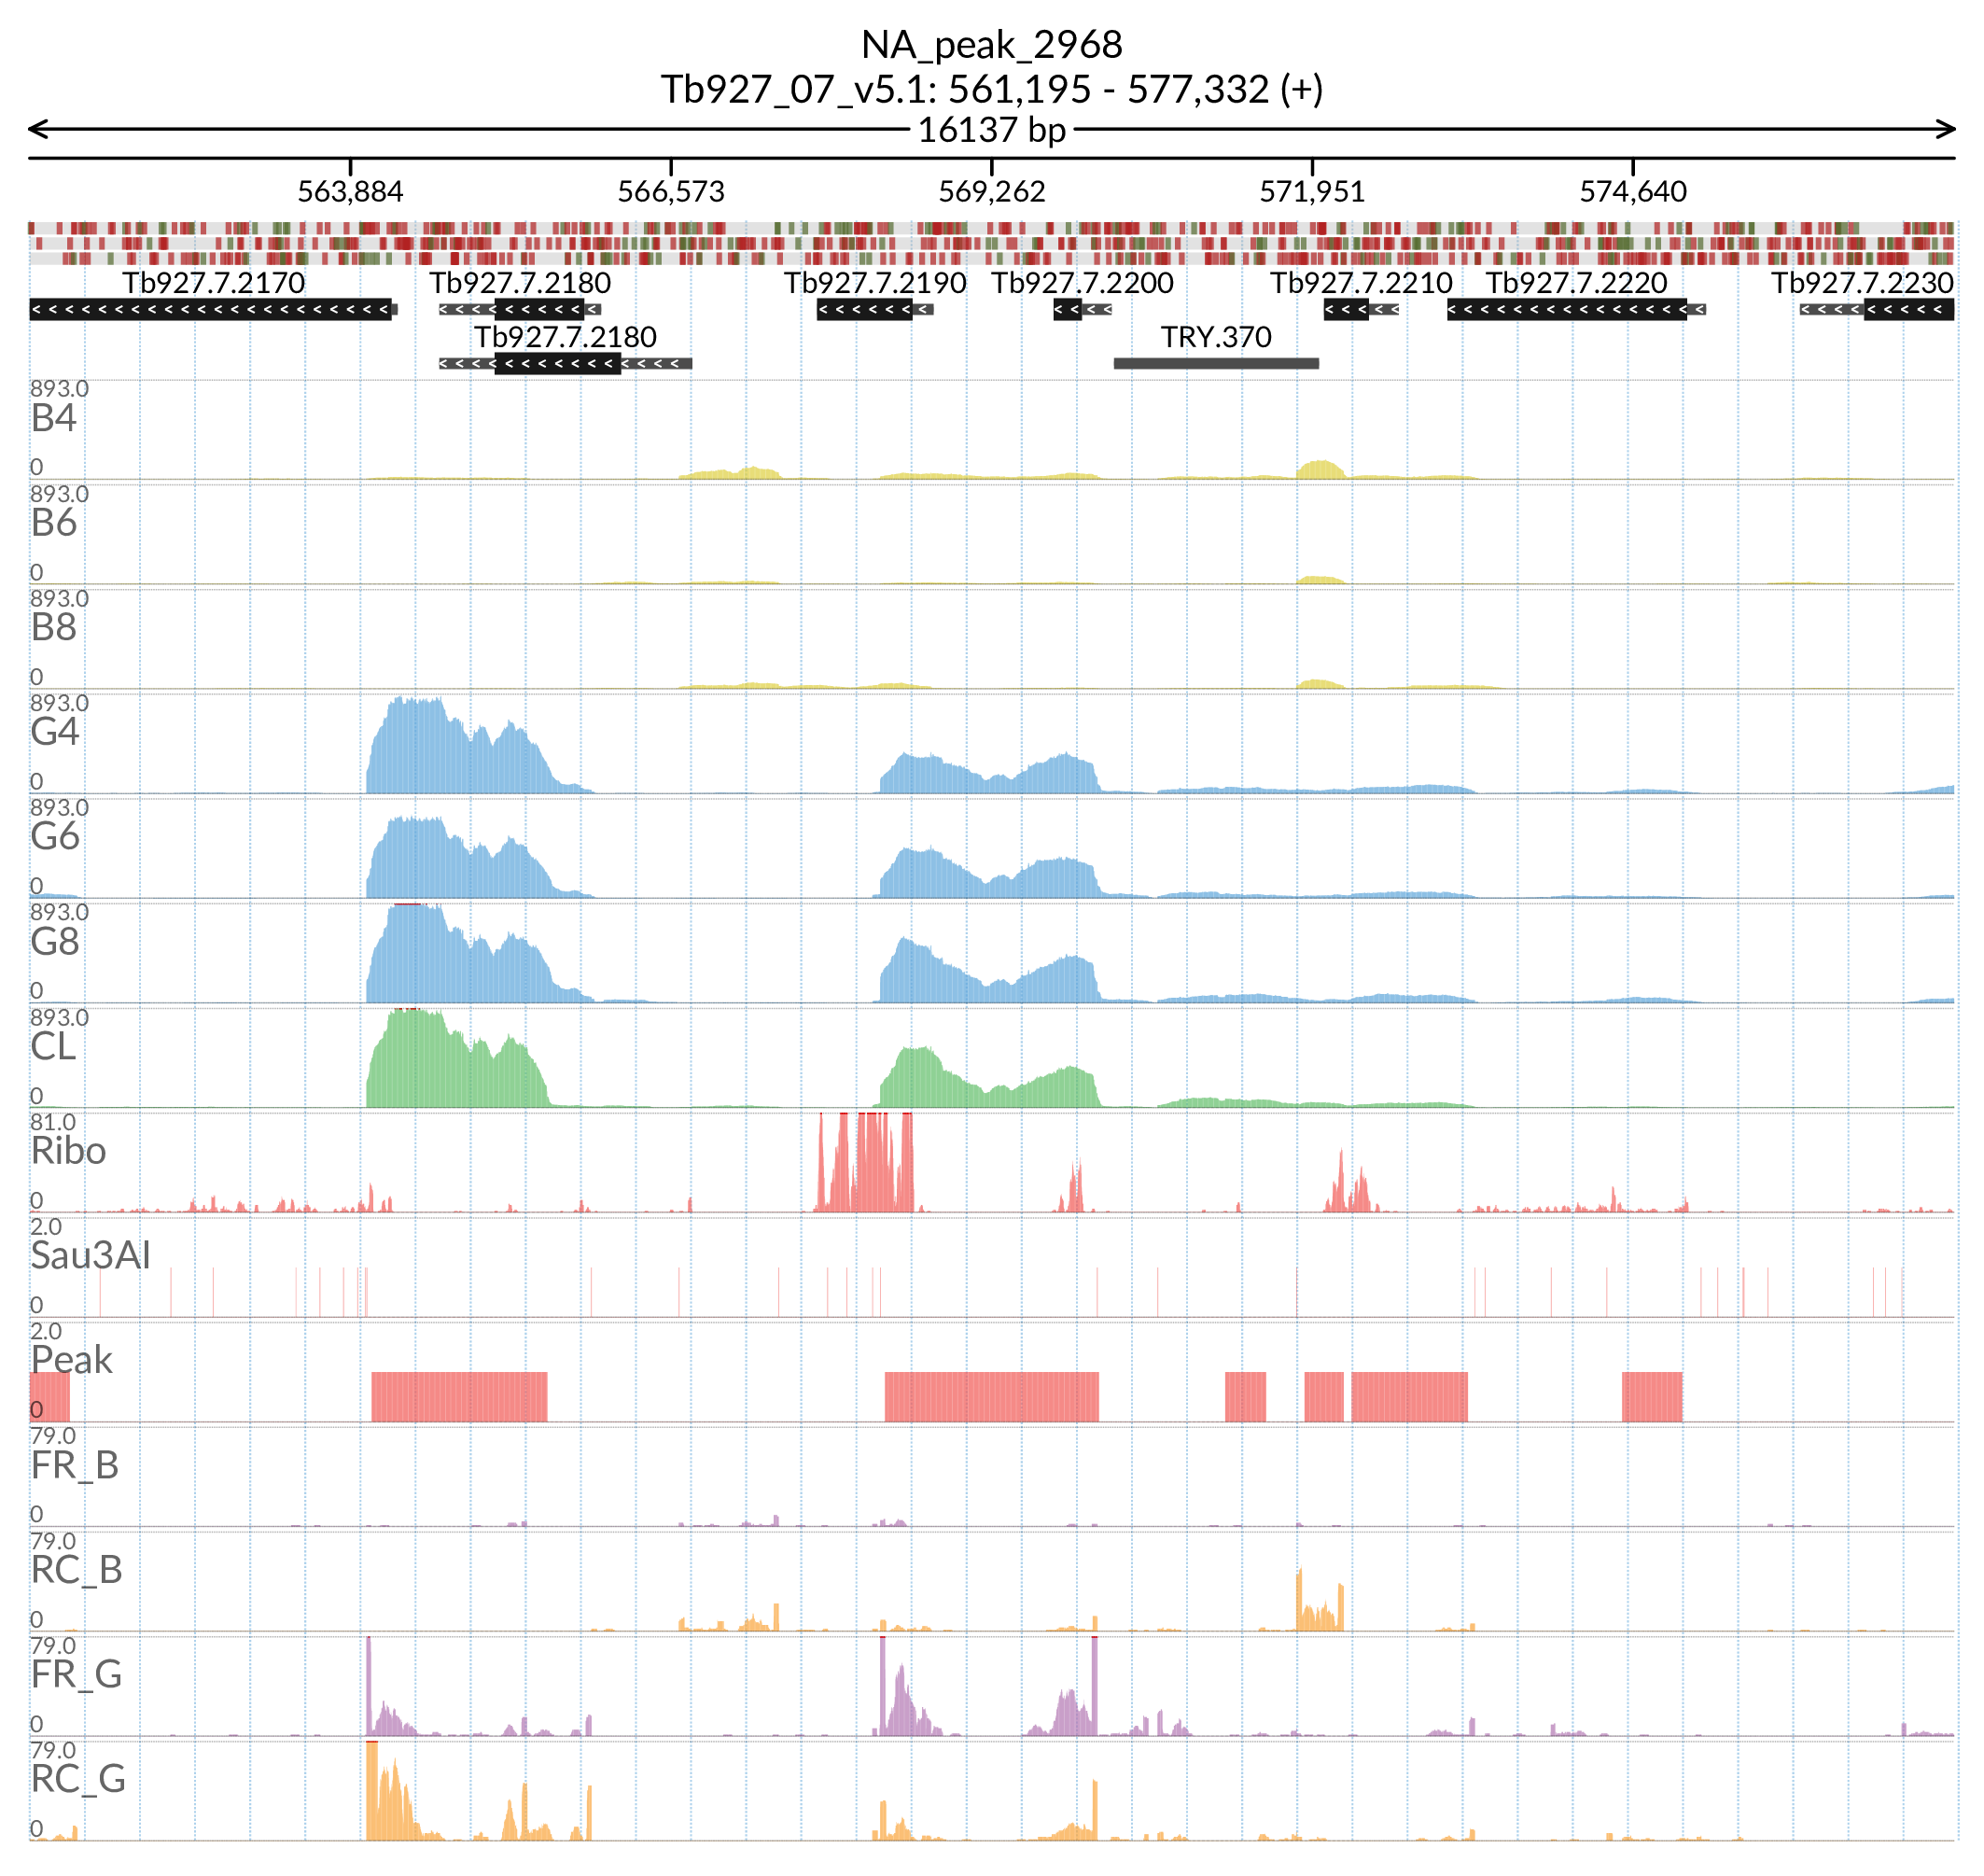 NA_peak_2968
Tb927_07_v5.1: 561,195 - 577,332 (+)
16137 bp
563,884 566,573 569,262 571,951 574,640
Tb927.7.2170 Tb927.7.2180 Tb927.7.2190 Tb927.7.2200 Tb927.7.2210 Tb927.7.2220 Tb927.7.2230
Tb927.7.2180 TRY.370
893.0
B4
0
893.0
B6
0
893.0
B8
0
893.0
G4
0
893.0
G6
0
893.0
G8
0
893.0
CL
0
81.0
Ribo
0
2.0
Sau3AI
0
2.0
Peak
0
79.0
FR_B
0
79.0
RC_B
0
79.0
FR_G
0
79.0
RC_G
0